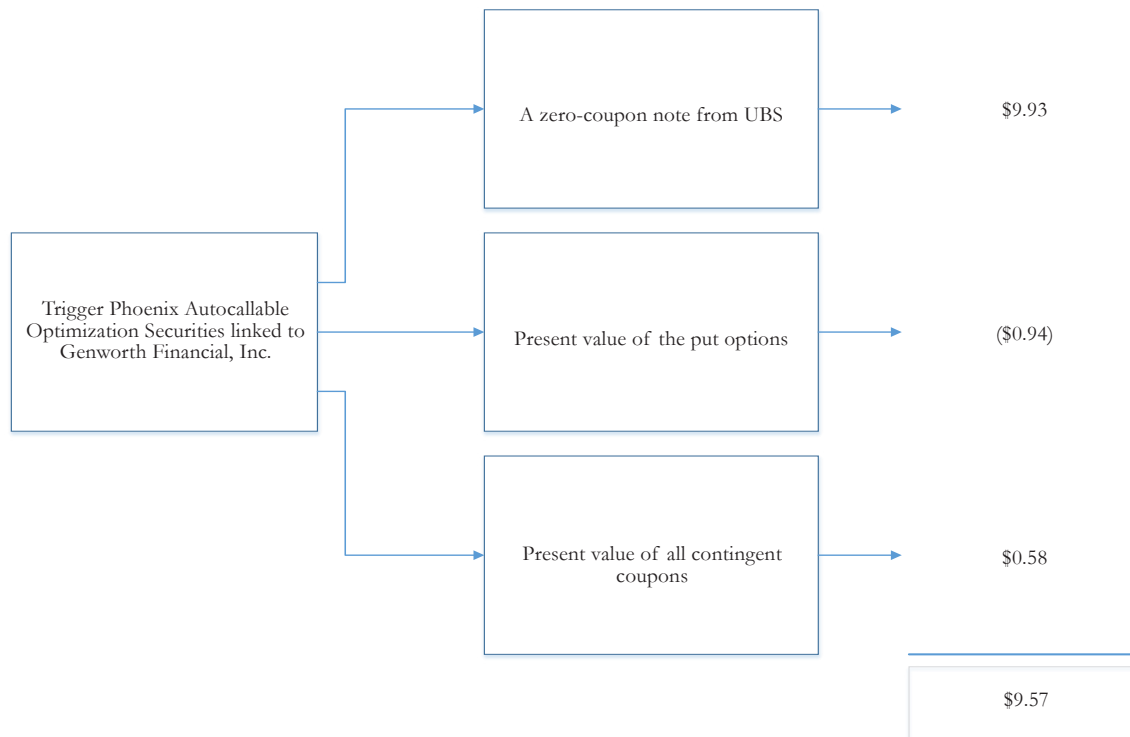 A zero-coupon note from UBS
$9.93
Trigger Phoenix Autocallable
Optimization Securities linked to
Genworth Financial, Inc.
Present value of the put options
($0.94)
Present value of all contingent
coupons
$0.58
$9.57